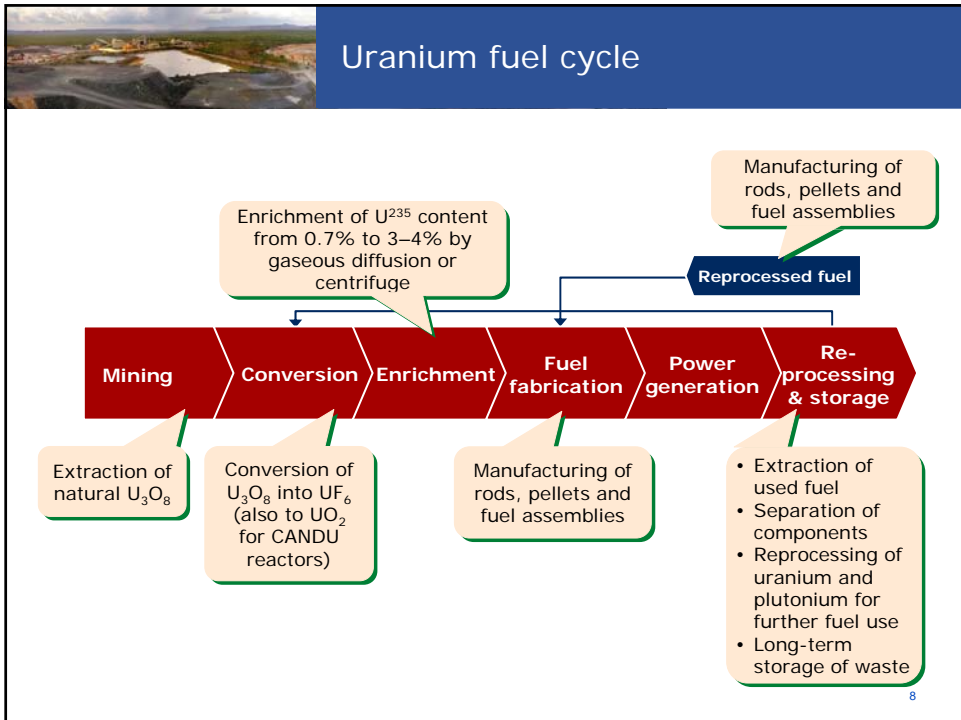 Uranium fuel cycle
Manufacturing of
rods, pellets and
fuel assemblies
Enrichment of U²³⁵ content
from 0.7% to 3–4% by
gaseous diffusion or
centrifuge
Reprocessed fuel
Mining
Conversion
Enrichment
Fuel
fabrication
Power
generation
Re-
processing
& storage
Extraction of
natural U₃O₈
Conversion of
U₃O₈ into UF₆
(also to UO₂
for CANDU
reactors)
Manufacturing of
rods, pellets and
fuel assemblies
• Extraction of
used fuel
• Separation of
components
• Reprocessing of
uranium and
plutonium for
further fuel use
• Long-term
storage of waste
8